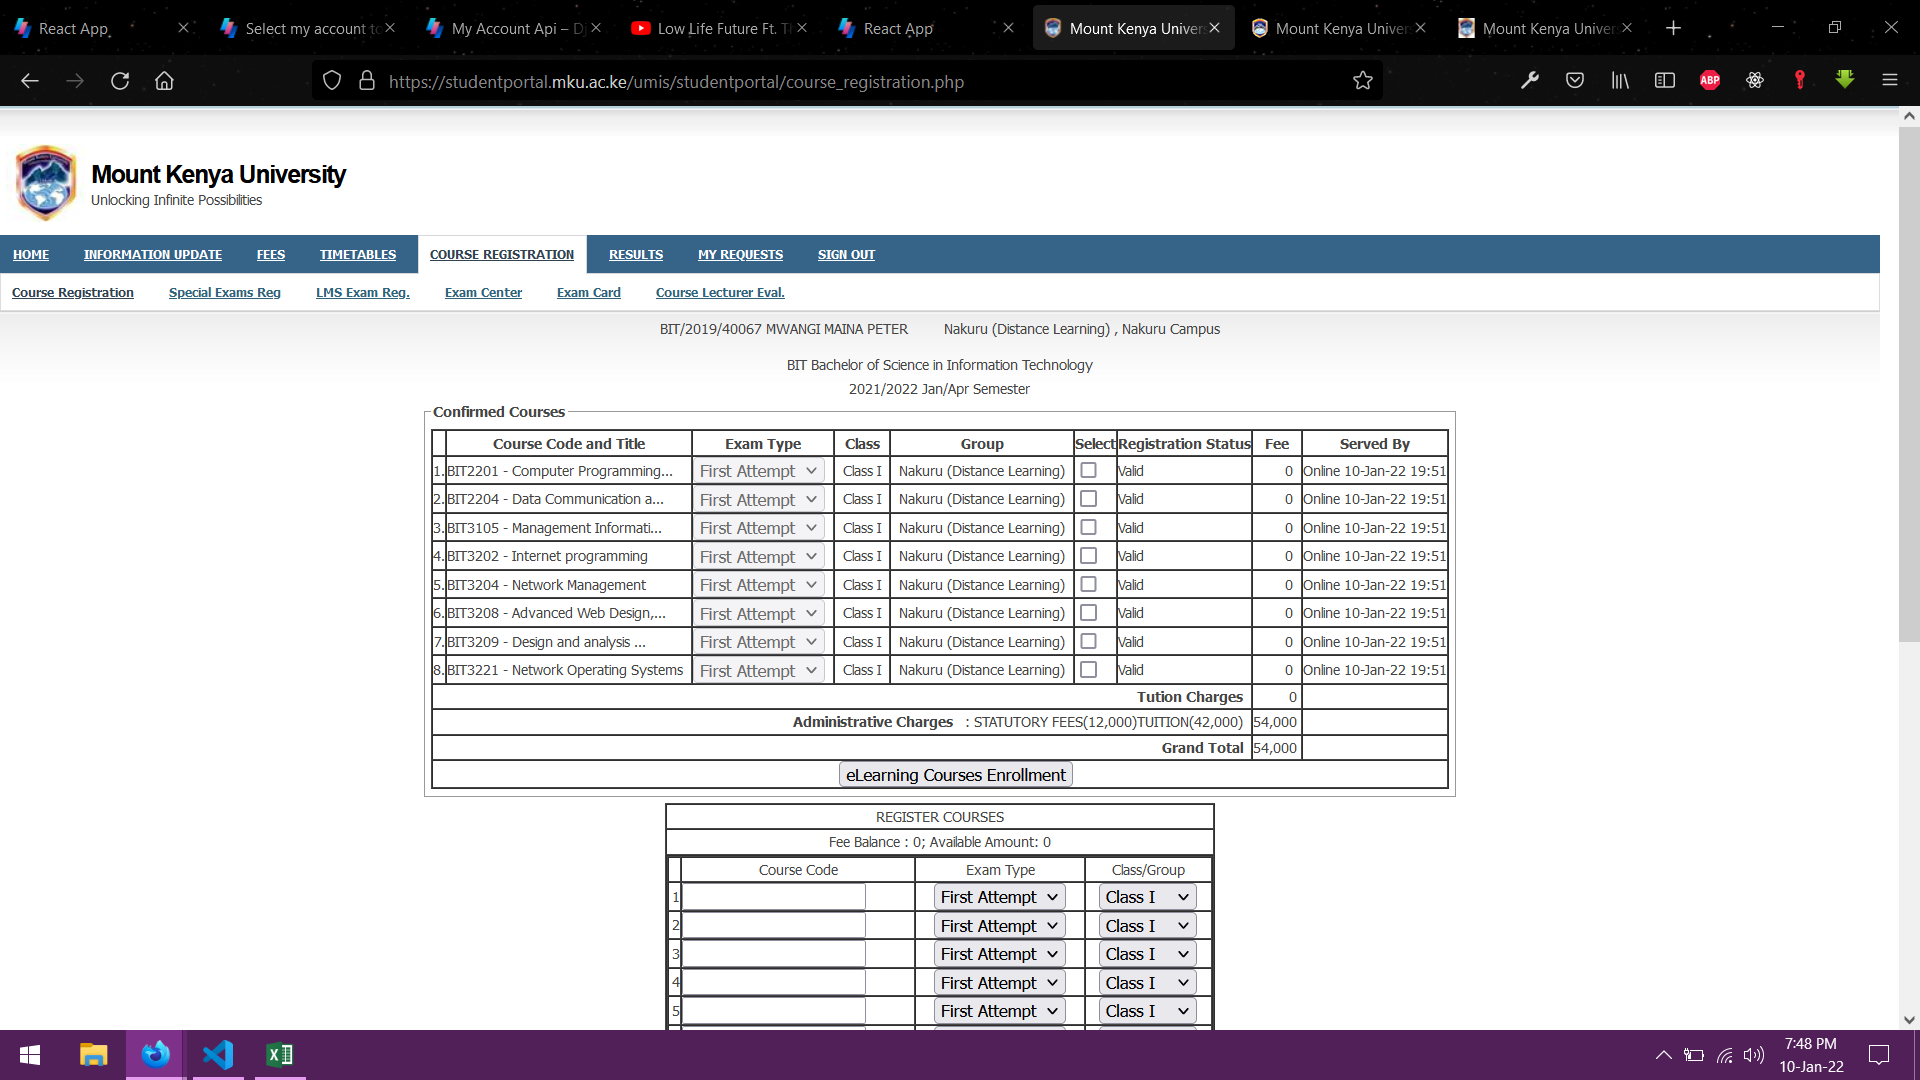 React App
Select my account to
My Account Api – Dj
Low Life Future Ft. Th
React App
Mount Kenya Univers
Mount Kenya Univer
Mount Kenya Univer
https://studentportal.mku.ac.ke/umis/studentportal/course_registration.php
ABP
Mount Kenya University
Unlocking Infinite Possibilities
HOME INFORMATION UPDATE FEES TIMETABLES COURSE REGISTRATION RESULTS MY REQUESTS SIGN OUT
Course Registration Special Exams Reg LMS Exam Reg. Exam Center Exam Card Course Lecturer Eval.
BIT/2019/40067 MWANGI MAINA PETER Nakuru (Distance Learning) , Nakuru Campus
BIT Bachelor of Science in Information Technology
2021/2022 Jan/Apr Semester
Confirmed Courses
Course Code and Title Exam Type Class Group Select Registration Status Fee Served By
1. BIT2201 - Computer Programming... First Attempt Class I Nakuru (Distance Learning) Valid 0 Online 10-Jan-22 19:51
2. BIT2204 - Data Communication a... First Attempt Class I Nakuru (Distance Learning) Valid 0 Online 10-Jan-22 19:51
3. BIT3105 - Management Informati... First Attempt Class I Nakuru (Distance Learning) Valid 0 Online 10-Jan-22 19:51
4. BIT3202 - Internet programming First Attempt Class I Nakuru (Distance Learning) Valid 0 Online 10-Jan-22 19:51
5. BIT3204 - Network Management First Attempt Class I Nakuru (Distance Learning) Valid 0 Online 10-Jan-22 19:51
6. BIT3208 - Advanced Web Design,... First Attempt Class I Nakuru (Distance Learning) Valid 0 Online 10-Jan-22 19:51
7. BIT3209 - Design and analysis ... First Attempt Class I Nakuru (Distance Learning) Valid 0 Online 10-Jan-22 19:51
8. BIT3221 - Network Operating Systems First Attempt Class I Nakuru (Distance Learning) Valid 0 Online 10-Jan-22 19:51
Tution Charges 0
Administrative Charges : STATUTORY FEES(12,000)TUITION(42,000) 54,000
Grand Total 54,000
eLearning Courses Enrollment
REGISTER COURSES
Fee Balance : 0; Available Amount: 0
Course Code Exam Type Class/Group
1 First Attempt Class I
2 First Attempt Class I
3 First Attempt Class I
4 First Attempt Class I
5 First Attempt Class I
7:48 PM
10-Jan-22